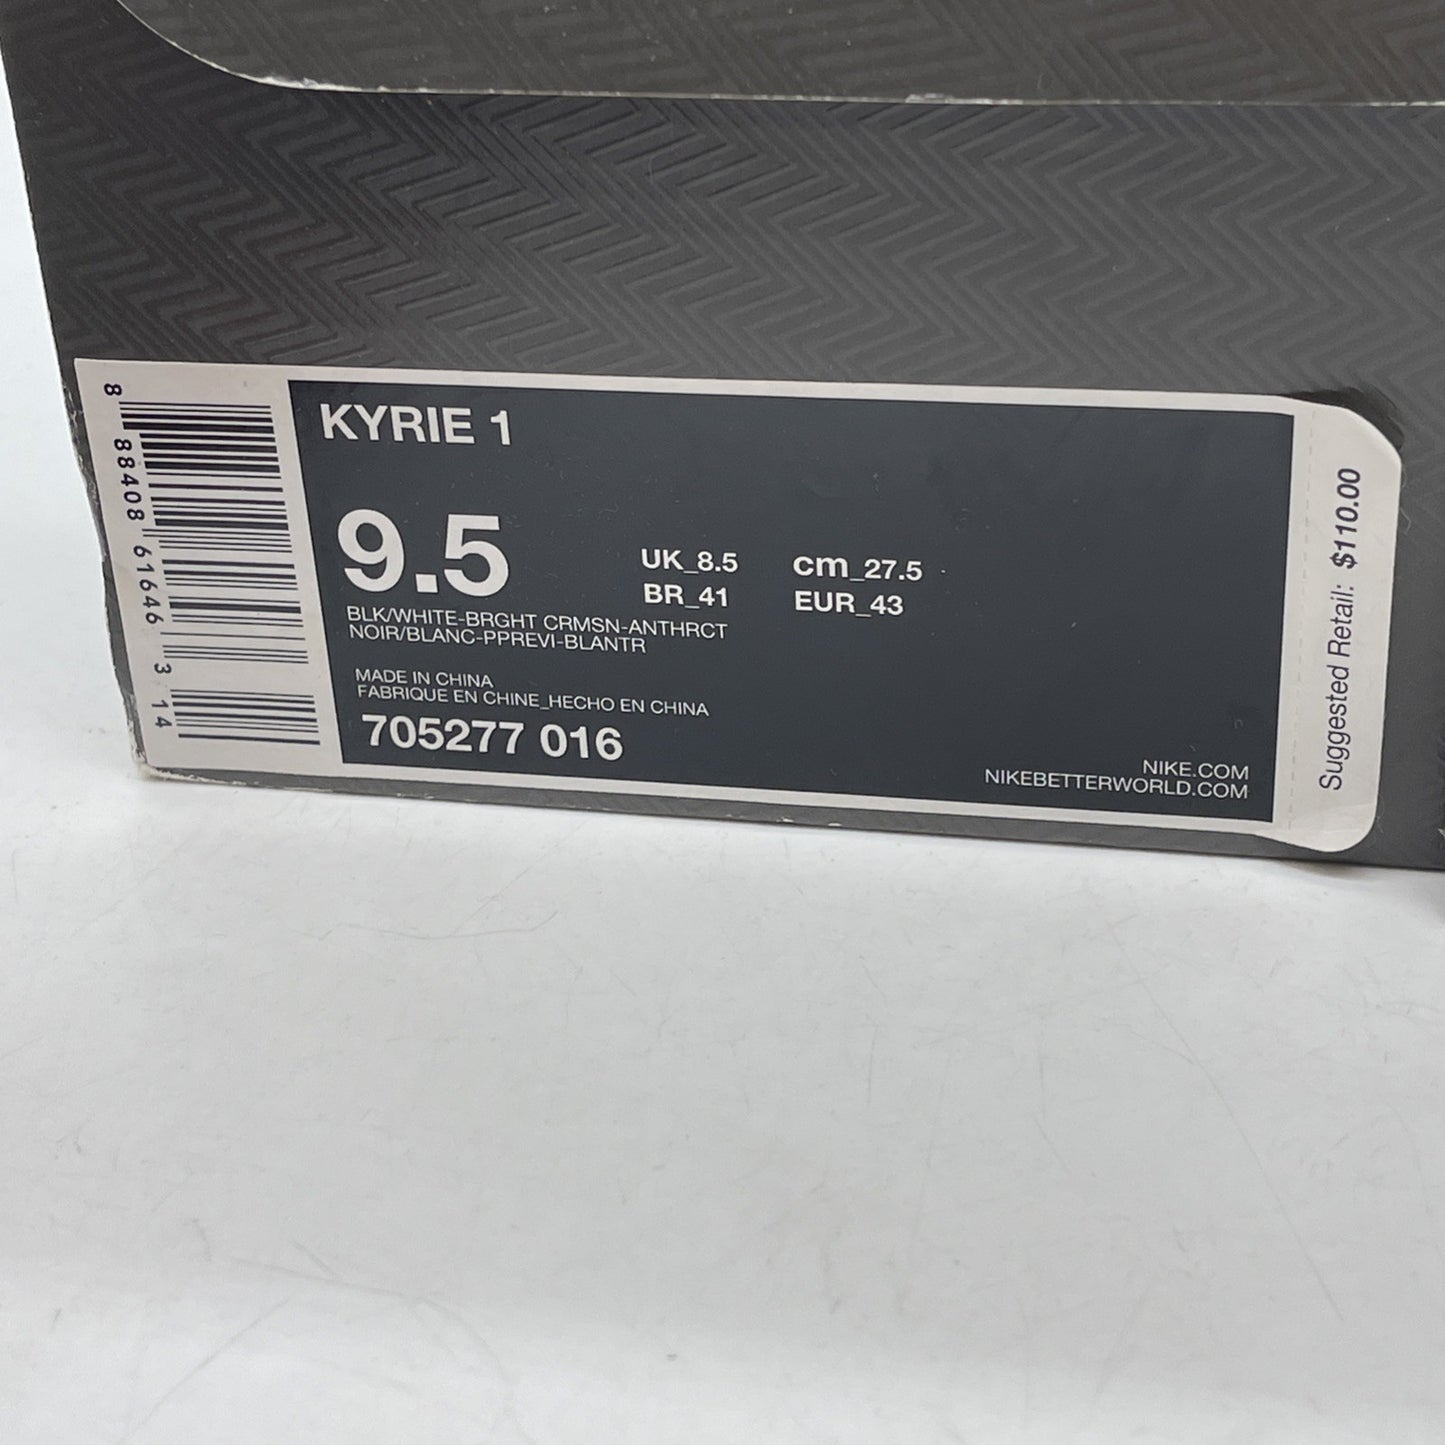 KYRIE 1
9.5
UK_8.5 cm_27.5
BR_41 EUR_43
BLK/WHITE-BRGHT CRMSN-ANTHRCT
NOIR/BLANC-PPREVI-BLANTR
MADE IN CHINA
FABRIQUE EN CHINE_HECHO EN CHINA
705277 016
NIKE.COM
NIKEBETTERWORLD.COM
8 88408 61646 3 14
Suggested Retail: $110.00